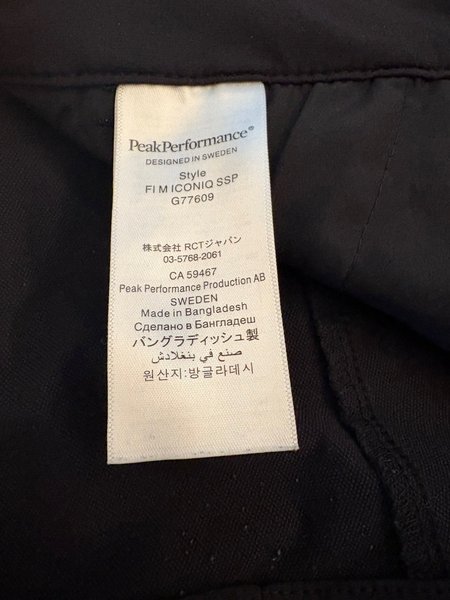 PeakPerformance®
DESIGNED IN SWEDEN
Style
FI M ICONIQ SSP
G77609
株式会社 RCTジャパン
03-5768-2061
CA 59467
Peak Performance Production AB
SWEDEN
Made in Bangladesh
Сделано в Бангладеш
バングラディッシュ製
صنع في بنغلادش
원산지:방글라데시